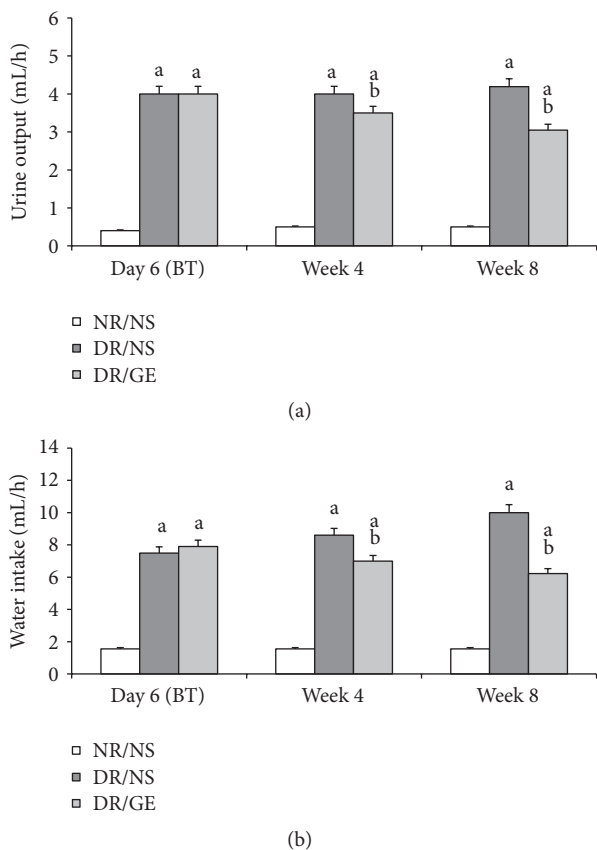 6
5
4
3
2
1
0
Urine output (mL/h)
a a a a b a a b
Day 6 (BT) Week 4 Week 8
NR/NS
DR/NS
DR/GE
(a)
14
12
10
8
6
4
2
0
Water intake (mL/h)
a a a a b a a b
Day 6 (BT) Week 4 Week 8
NR/NS
DR/NS
DR/GE
(b)